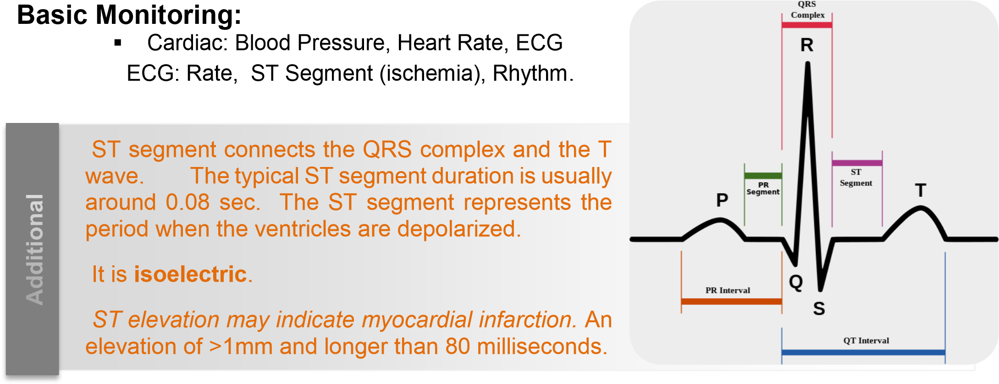 Basic Monitoring:
▪ Cardiac: Blood Pressure, Heart Rate, ECG
ECG: Rate, ST Segment (ischemia), Rhythm.
Additional
ST segment connects the QRS complex and the T
wave. The typical ST segment duration is usually
around 0.08 sec. The ST segment represents the
period when the ventricles are depolarized.
It is isoelectric.
ST elevation may indicate myocardial infarction. An
elevation of >1mm and longer than 80 milliseconds.
QRS
Complex
R
PR
Segment
ST
Segment
P
T
Q
S
PR Interval
QT Interval